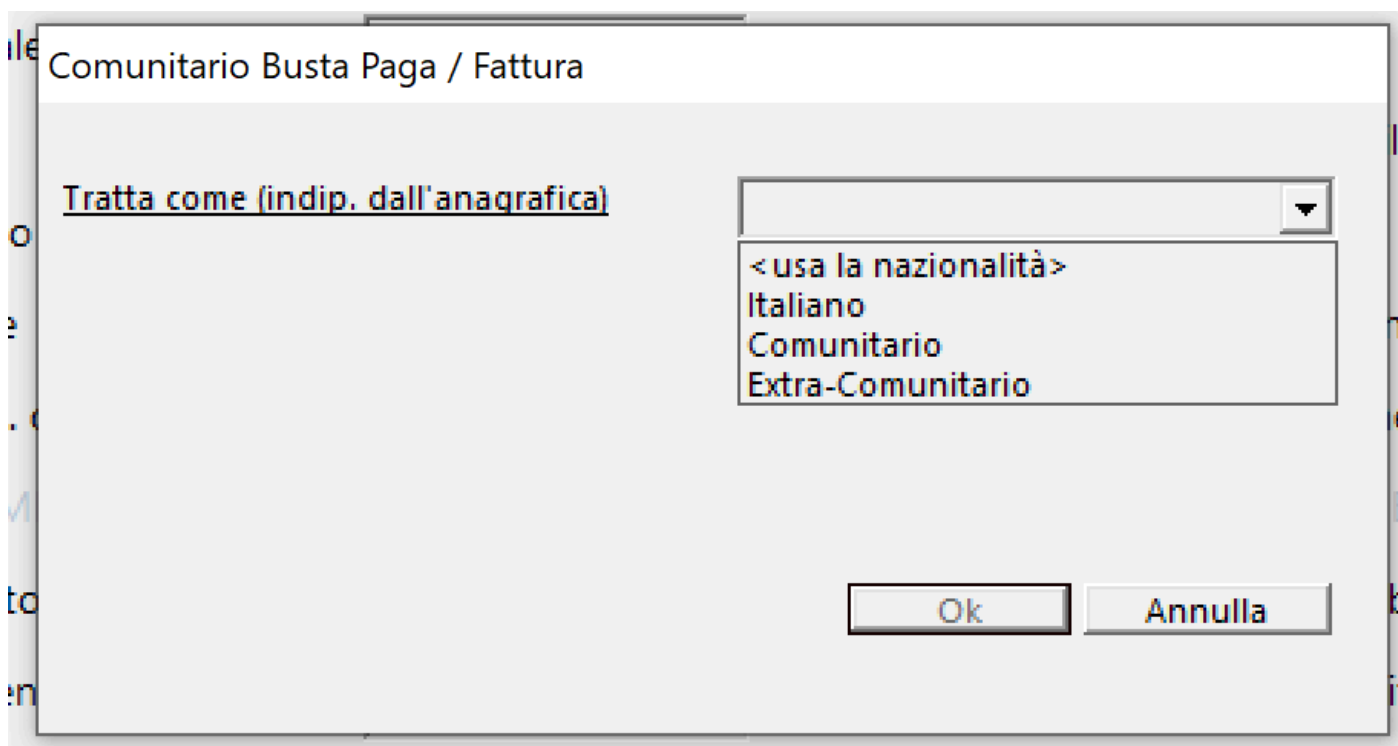 Comunitario Busta Paga / Fattura
Tratta come (indip. dall'anagrafica)
<usa la nazionalità>
Italiano
Comunitario
Extra-Comunitario
Ok
Annulla